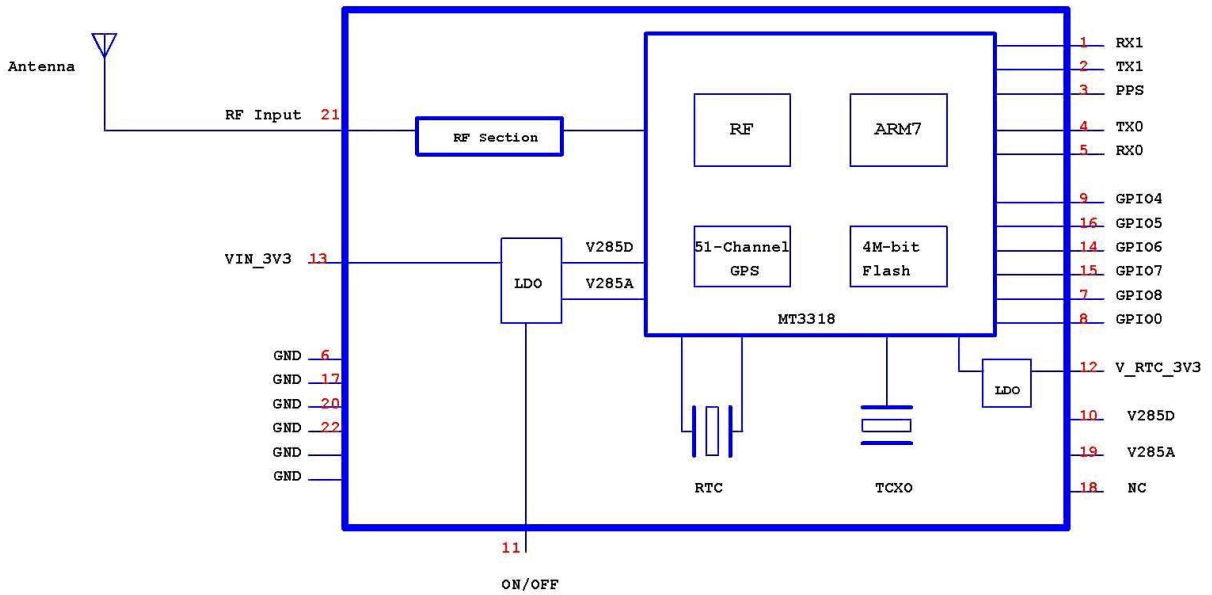 Antenna
RF Input 21
RF Section
VIN_3V3 13
LDO
V285D
V285A
GND 6
GND 17
GND 20
GND 22
GND
GND
11
ON/OFF
RF
ARM7
51-Channel
GPS
4M-bit
Flash
MT3318
RTC
TCXO
LDO
1 RX1
2 TX1
3 PPS
4 TX0
5 RX0
9 GPIO4
16 GPIO5
14 GPIO6
15 GPIO7
7 GPIO8
8 GPIO0
12 V_RTC_3V3
10 V285D
19 V285A
18 NC